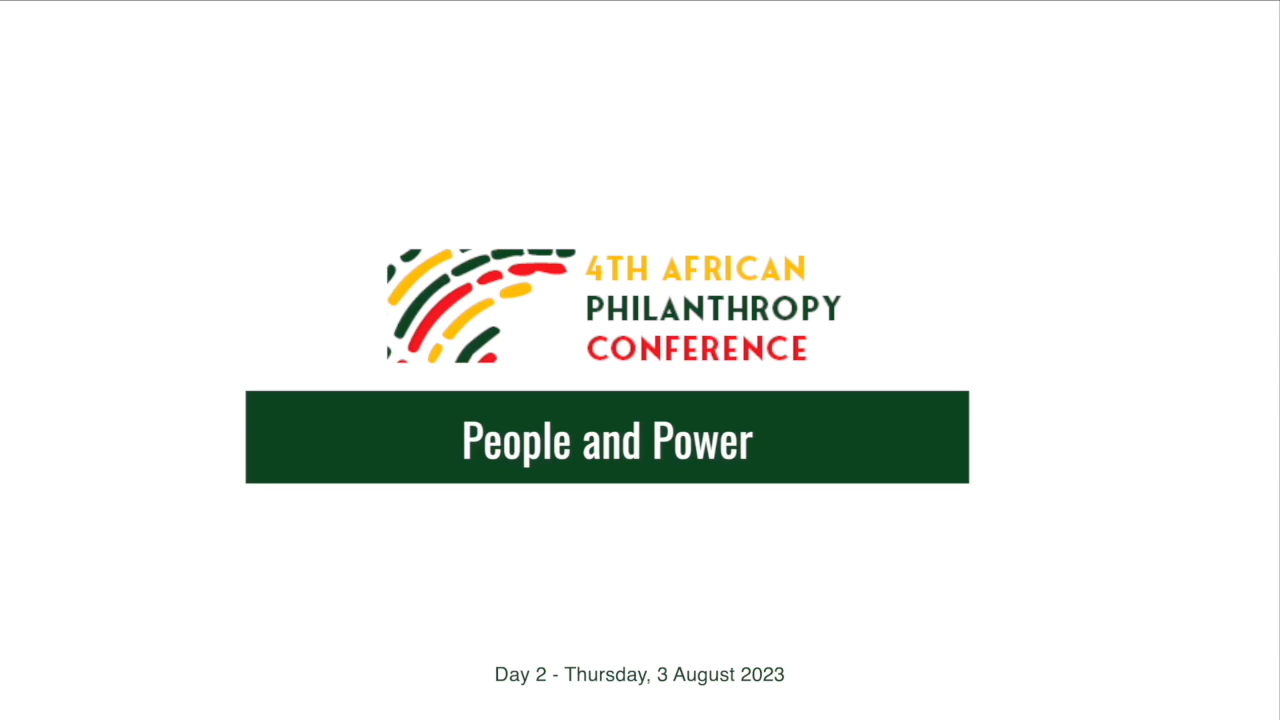 4TH AFRICAN
PHILANTHROPY
CONFERENCE
People and Power
Day 2 - Thursday, 3 August 2023